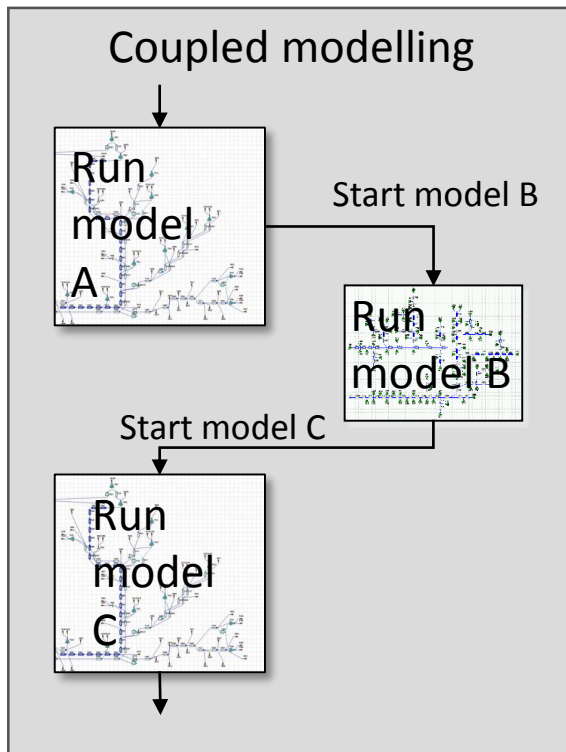 Coupled modelling
Run
model
A
Start model B
Run
model B
Start model C
Run
model
C